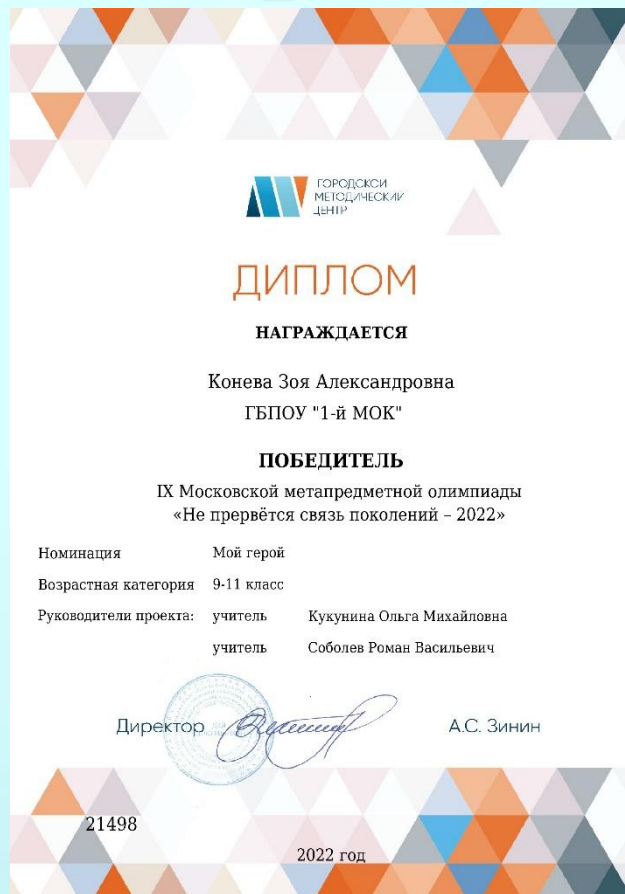 ГОРОДСКОЙ
МЕТОДИЧЕСКИЙ
ЦЕНТР
ДИПЛОМ
НАГРАЖДАЕТСЯ
Конева Зоя Александровна
ГБПОУ "1-й МОК"
ПОБЕДИТЕЛЬ
IX Московской метапредметной олимпиады
«Не прервётся связь поколений – 2022»
Номинация Мой герой
Возрастная категория 9-11 класс
Руководители проекта: учитель Кукунина Ольга Михайловна
учитель Соболев Роман Васильевич
Директор А.С. Зинин
21498
2022 год